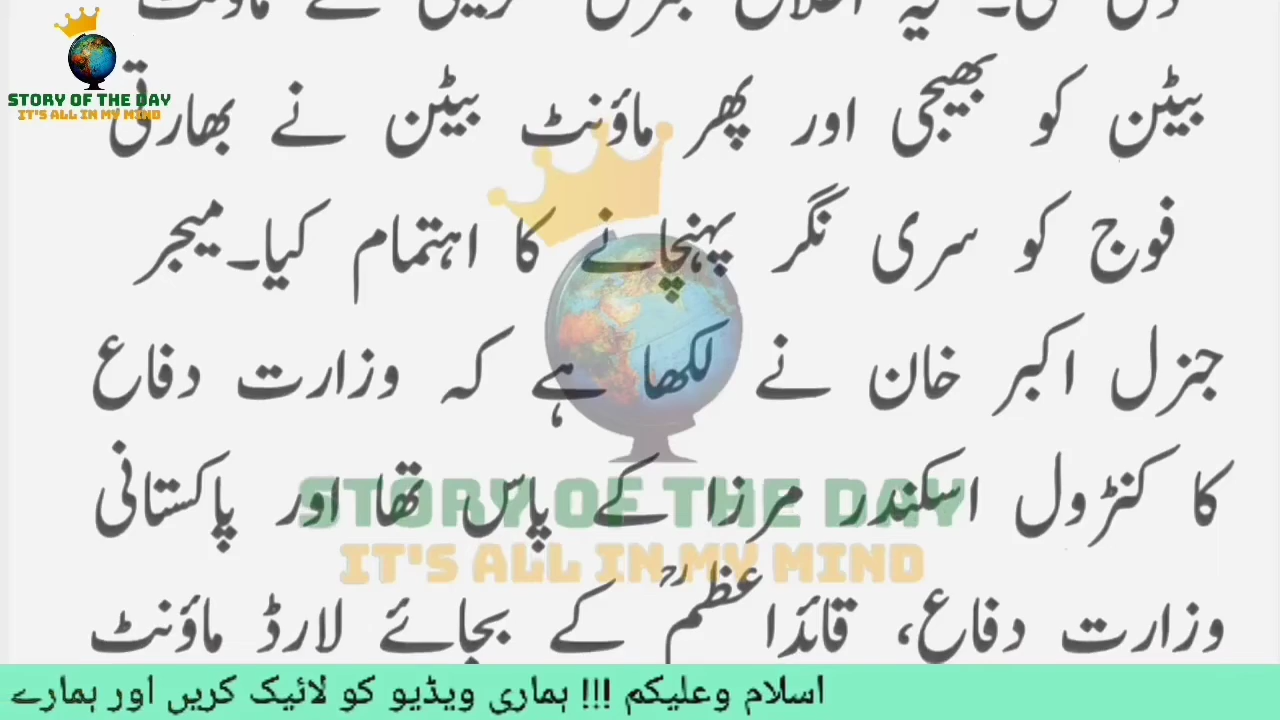 STORY OF THE DAY
IT'S ALL IN MY MIND
بیٹن کو بھیجی اور پھر ماؤنٹ بیٹن نے بھارتی
فوج کو سری نگر پہنچانے کا اہتمام کیا۔ میجر
جنرل اکبر خان نے لکھا ہے کہ وزارت دفاع
کا کنٹرول اسکندر مرزا کے پاس تھا اور پاکستانی
وزارت دفاع، قائداعظمؒ کے بجائے لارڈ ماؤنٹ
STORY OF THE DAY
IT'S ALL IN MY MIND
اسلام وعلیکم !!! ہماری ویڈیو کو لائیک کریں اور ہمارے